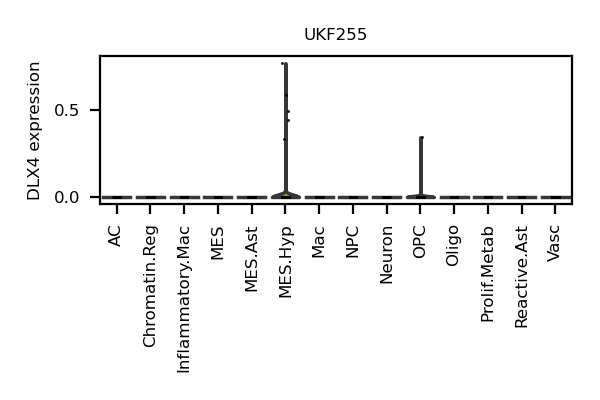 UKF255
DLX4 expression
0.5
0.0
AC
Chromatin.Reg
Inflammatory.Mac
MES
MES.Ast
MES.Hyp
Mac
NPC
Neuron
OPC
Oligo
Prolif.Metab
Reactive.Ast
Vasc